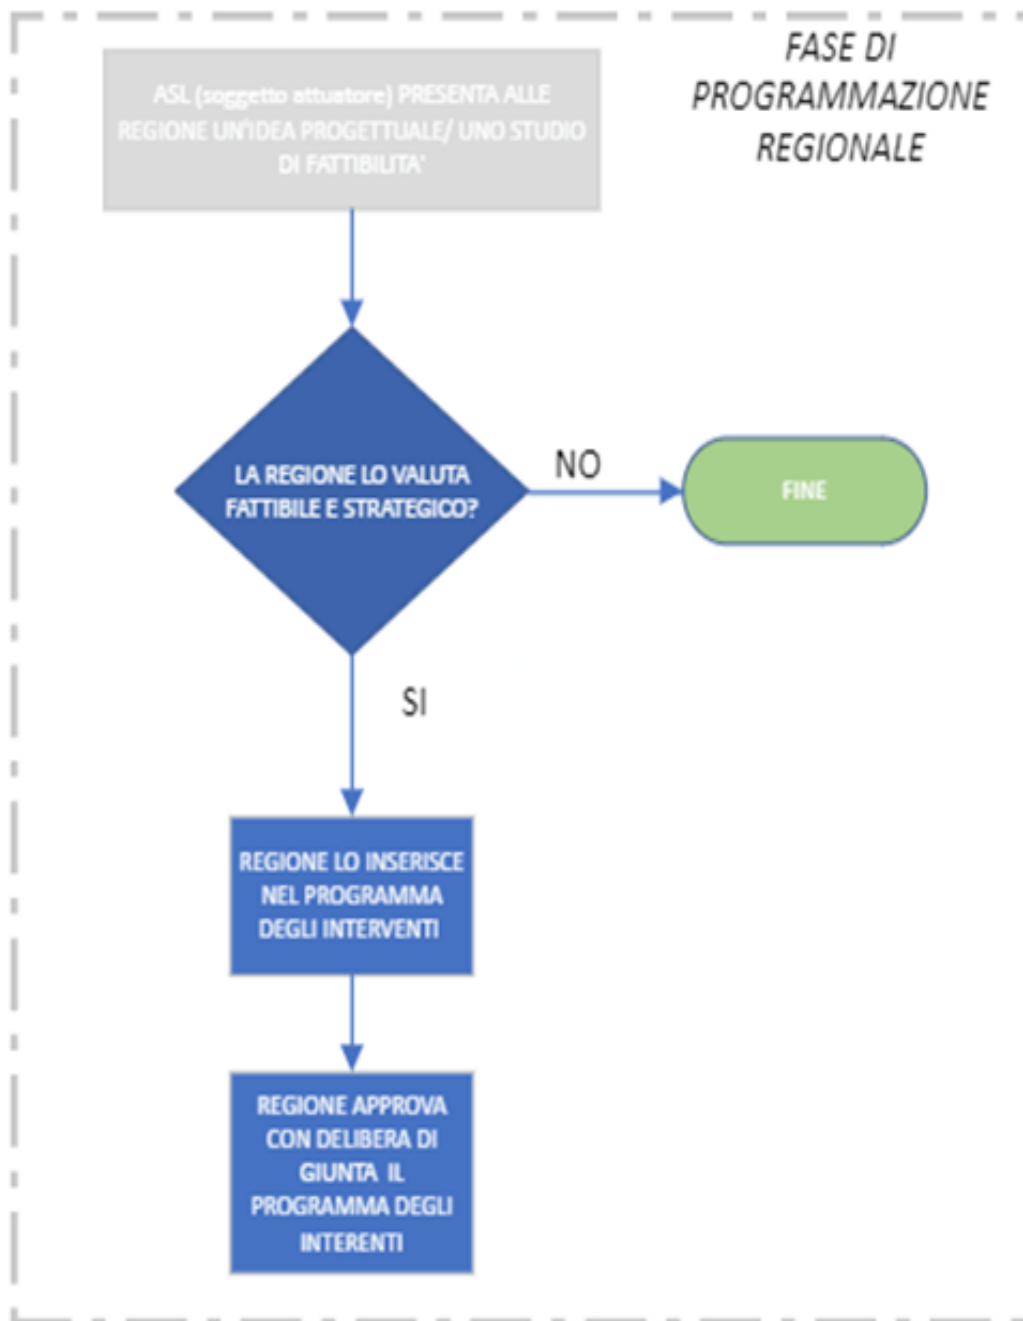 FASE DI
PROGRAMMAZIONE
REGIONALE
ASL (soggetto attuatore) PRESENTA ALLE
REGIONE UN'IDEA PROGETTUALE/ UNO STUDIO
DI FATTIBILITA'
LA REGIONE LO VALUTA
FATTIBILE E STRATEGICO?
NO
FINE
SI
REGIONE LO INSERISCE
NEL PROGRAMMA
DEGLI INTERVENTI
REGIONE APPROVA
CON DELIBERA DI
GIUNTA IL
PROGRAMMA DEGLI
INTERENTI